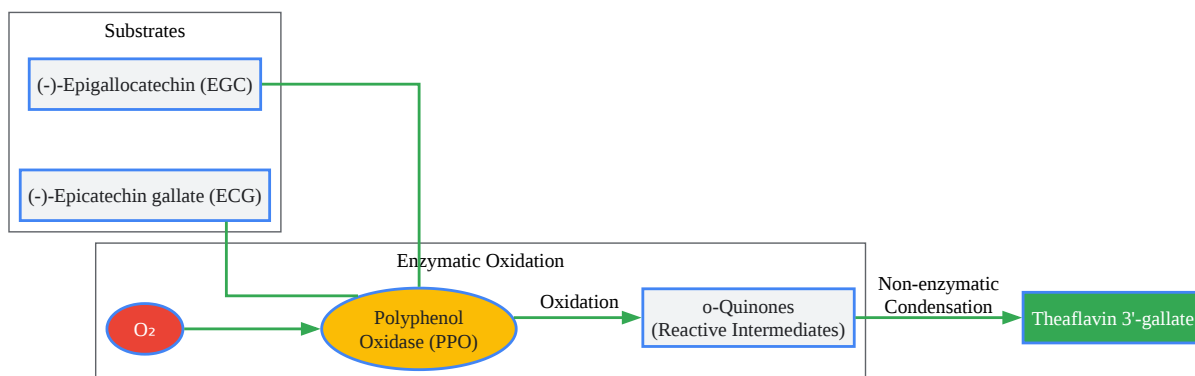 Substrates
(-)-Epigallocatechin (EGC)
(-)-Epicatechin gallate (ECG)
Enzymatic Oxidation
O₂
Polyphenol
Oxidase (PPO)
Oxidation
o-Quinones
(Reactive Intermediates)
Non-enzymatic
Condensation
Theaflavin 3'-gallate